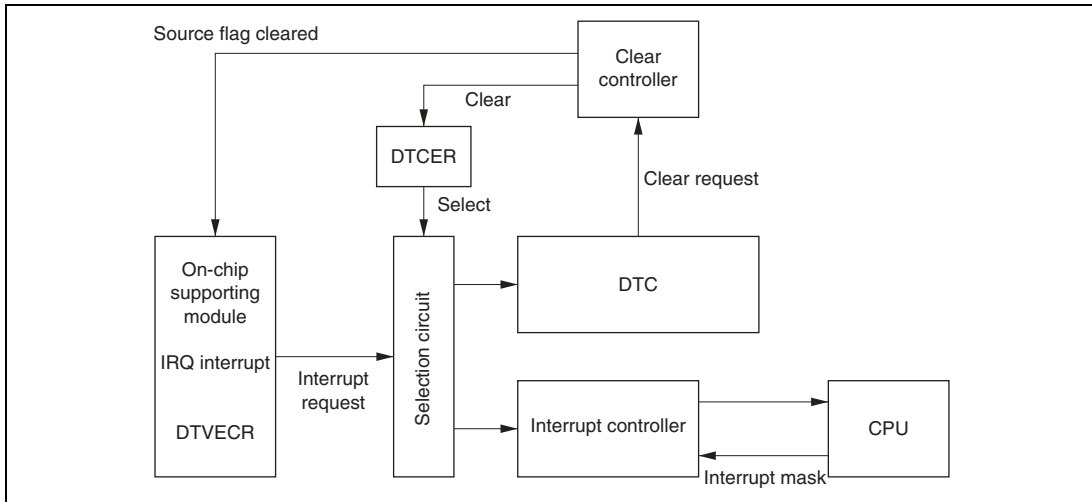 Source flag cleared
Clear
controller
Clear
DTCER
Clear request
Select
On-chip
supporting
module
IRQ interrupt
DTVECR
Interrupt
request
Selection circuit
DTC
Interrupt controller
CPU
Interrupt mask